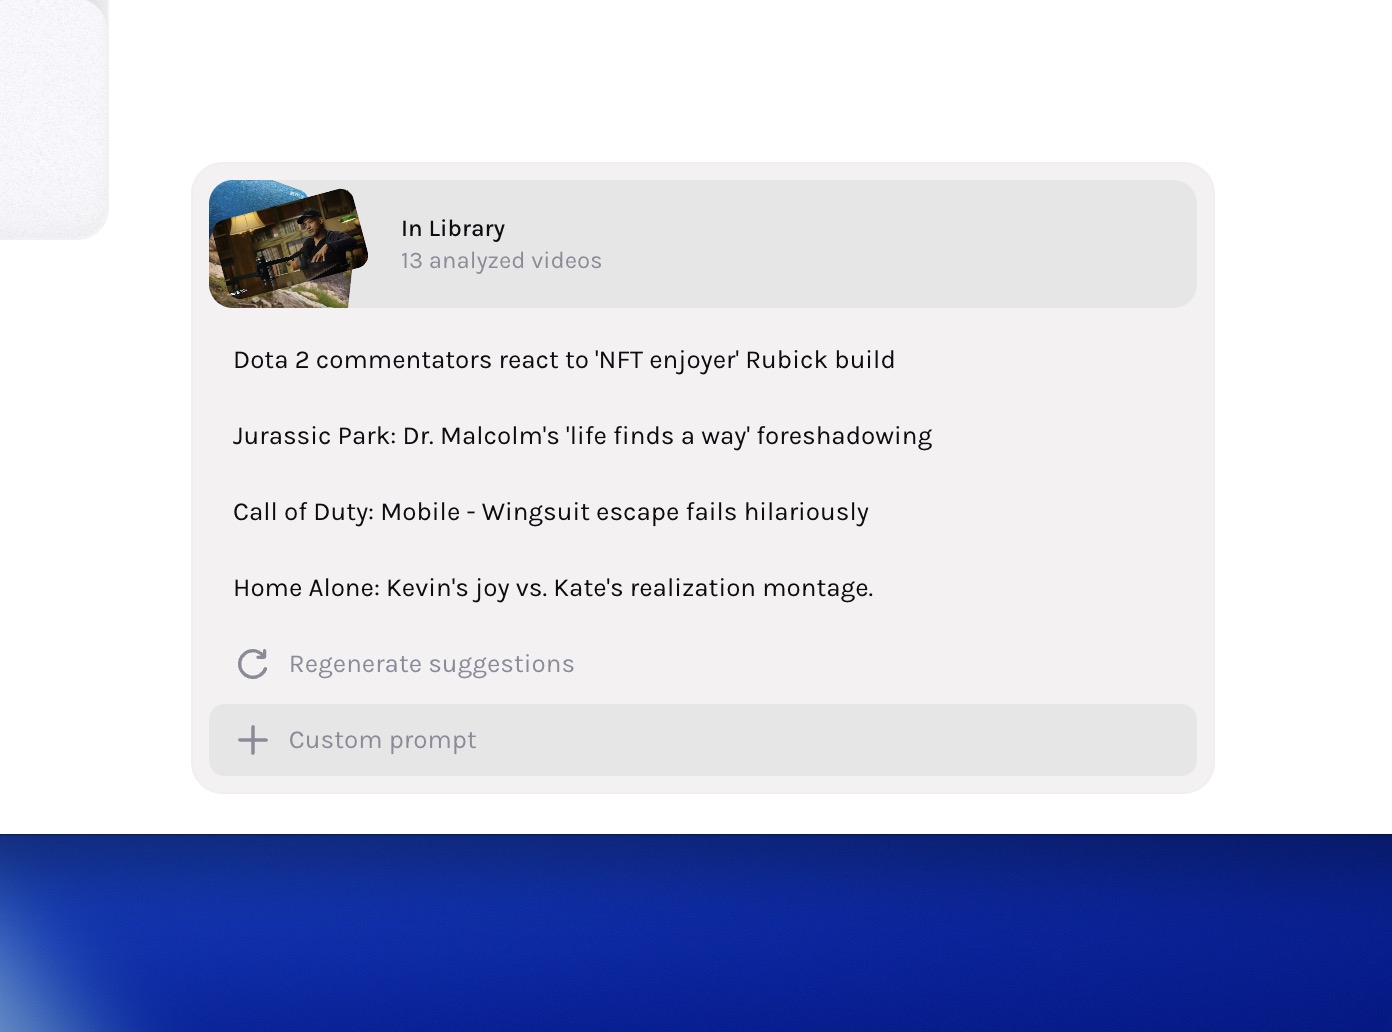 In Library
13 analyzed videos
Dota 2 commentators react to 'NFT enjoyer' Rubick build
Jurassic Park: Dr. Malcolm's 'life finds a way' foreshadowing
Call of Duty: Mobile - Wingsuit escape fails hilariously
Home Alone: Kevin's joy vs. Kate's realization montage.
Regenerate suggestions
Custom prompt